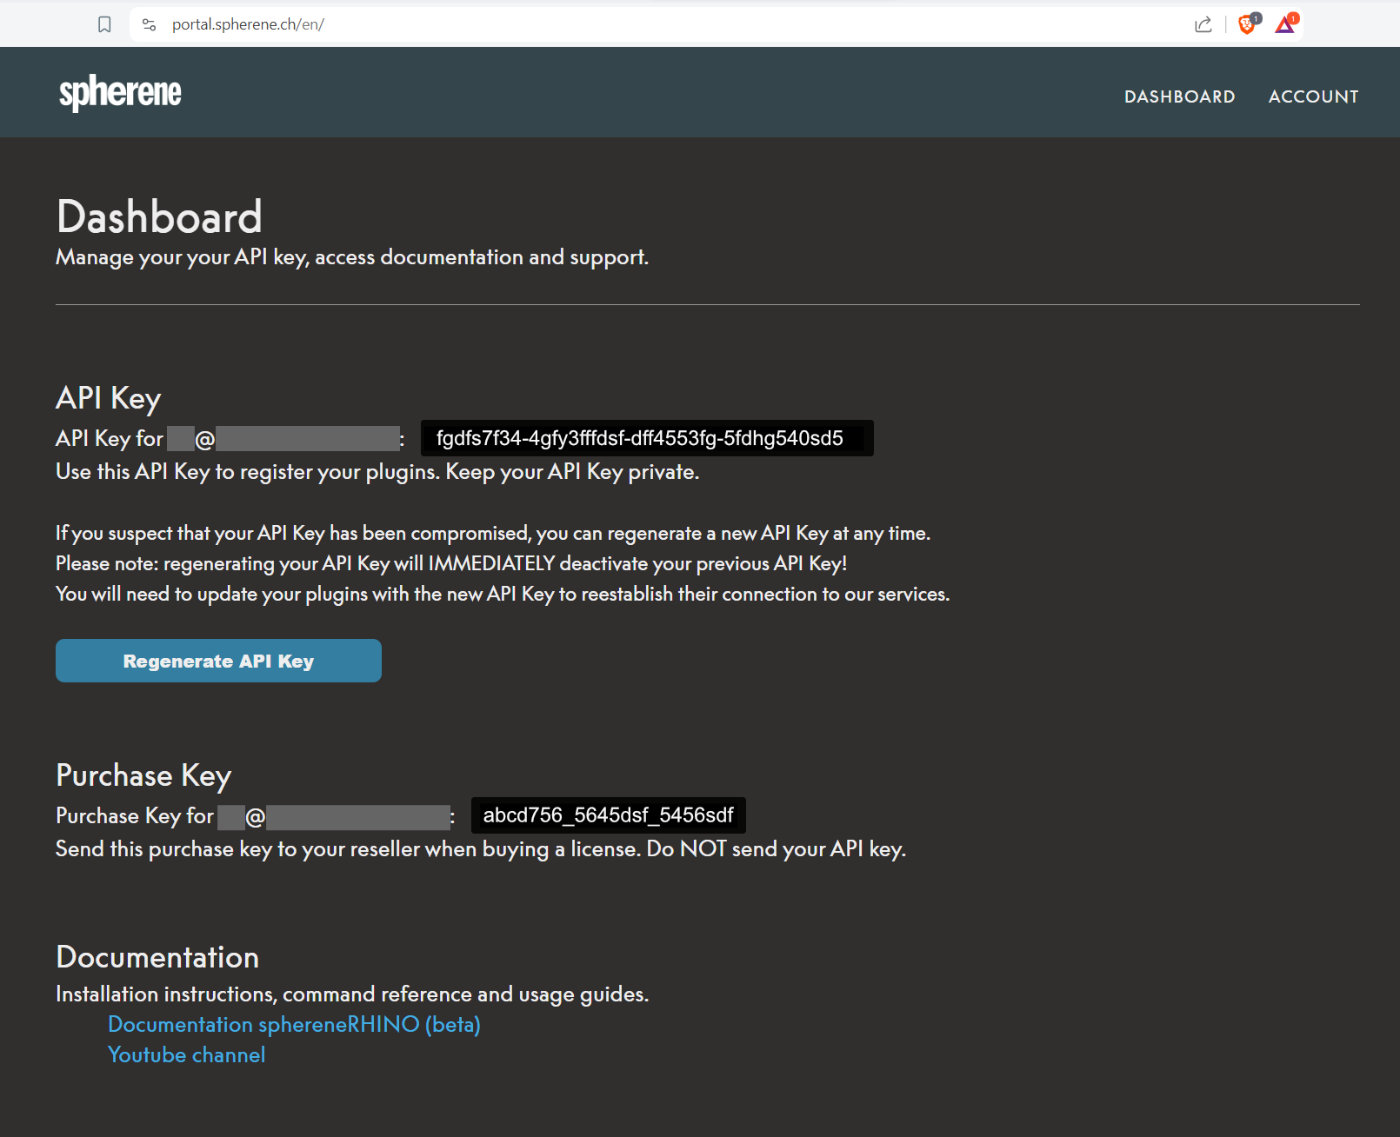 portal.spherene.ch/en/
1
1
spherene
DASHBOARD ACCOUNT
Dashboard
Manage your your API key, access documentation and support.
API Key
API Key for @ : fgdfs7f34-4gfy3fffdsf-dff4553fg-5fdhg540sd5
Use this API Key to register your plugins. Keep your API Key private.
If you suspect that your API Key has been compromised, you can regenerate a new API Key at any time.
Please note: regenerating your API Key will IMMEDIATELY deactivate your previous API Key!
You will need to update your plugins with the new API Key to reestablish their connection to our services.
Regenerate API Key
Purchase Key
Purchase Key for @ : abcd756_5645dsf_5456sdf
Send this purchase key to your reseller when buying a license. Do NOT send your API key.
Documentation
Installation instructions, command reference and usage guides.
Documentation sphereneRHINO (beta)
Youtube channel